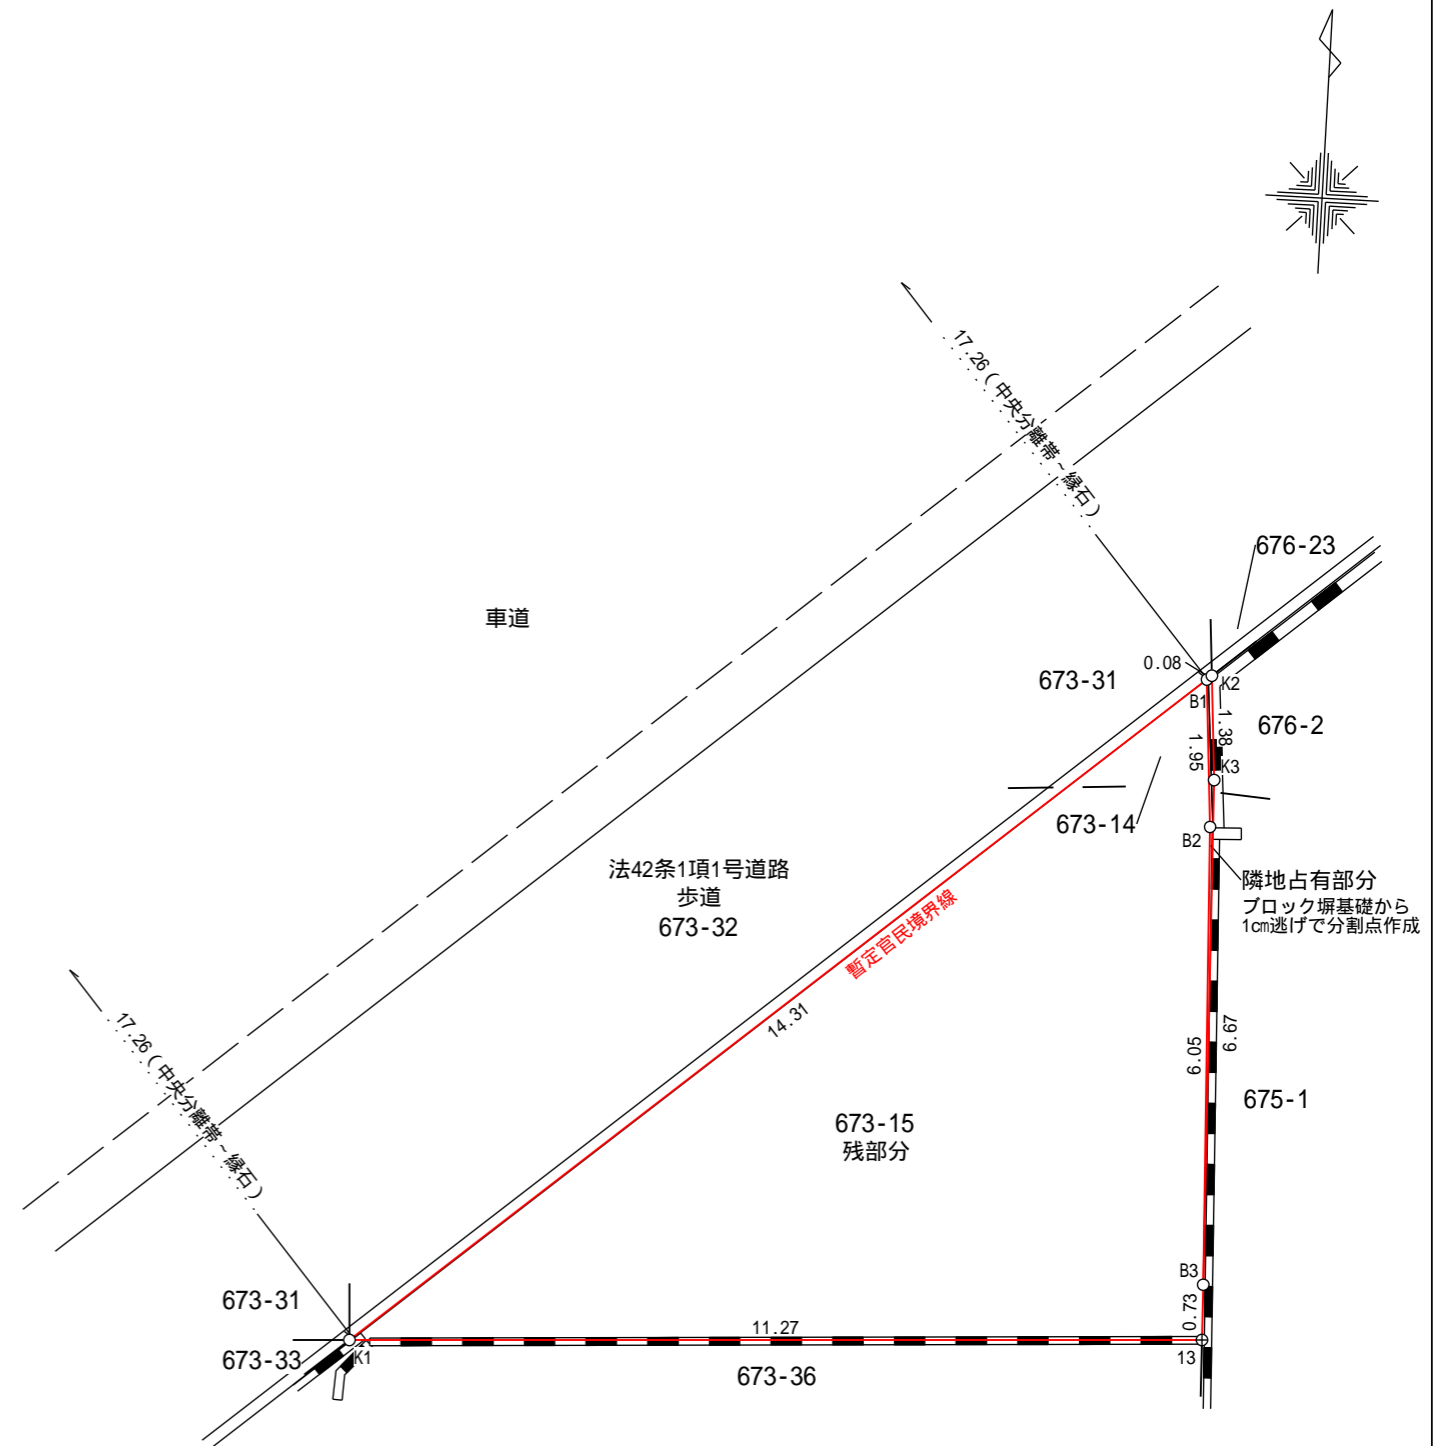 17.26(中央分離帯~縁石)
676-23
車道
0.08
673-31
K2
B1
676-2
1.38
1.95
K3
673-14
B2
法42条1項1号道路
歩道
673-32
隣地占有部分
ブロック塀基礎から
1cm逃げで分割点作成
暫定官民境界線
14.31
17.26(中央分離帯~縁石)
6.05
6.67
675-1
673-15
残部分
B3
673-31
0.73
11.27
673-33
K1
13
673-36